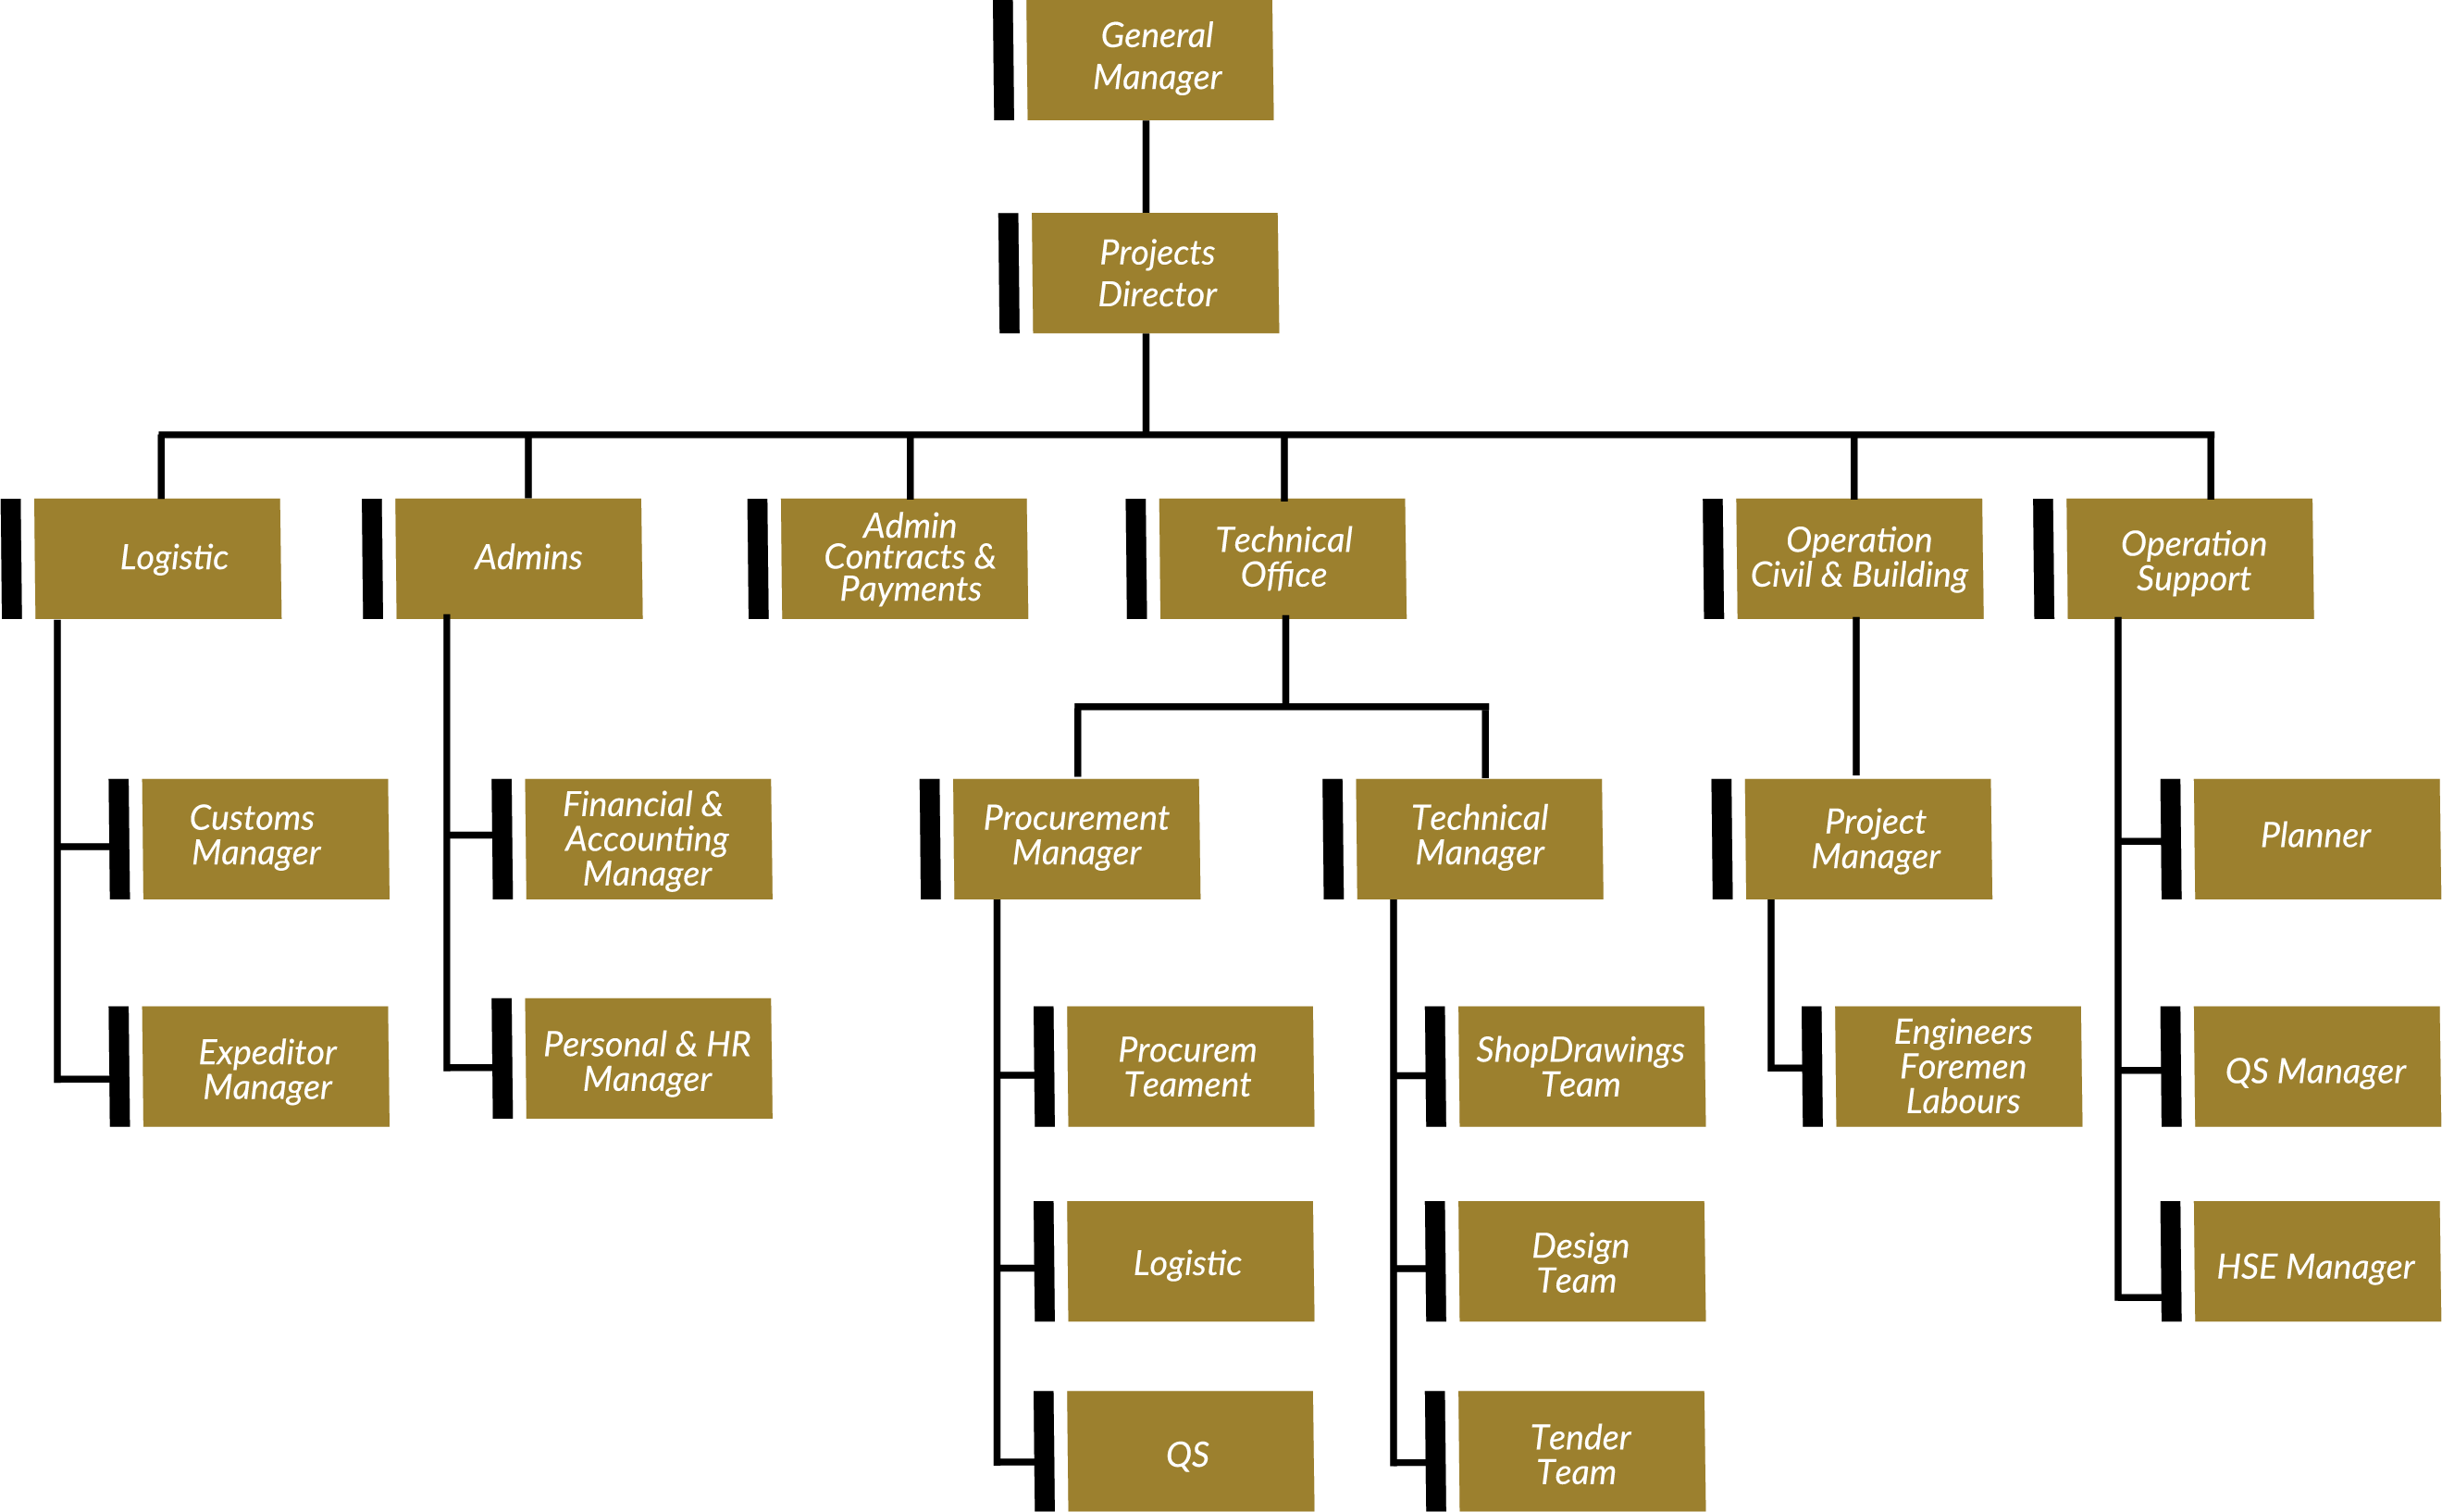 General
Manager
Projects
Director
Logistic
Admins
Admin
Contracts &
Payments
Technical
Office
Operation
Civil & Building
Operation
Support
Customs
Manager
Financial &
Accounting
Manager
Procurement
Manager
Technical
Manager
Project
Manager
Planner
Expeditor
Manager
Personal & HR
Manager
Procurem
Teament
ShopDrawings
Team
Engineers
Foremen
Labours
QS Manager
Logistic
Design
Team
HSE Manager
QS
Tender
Team